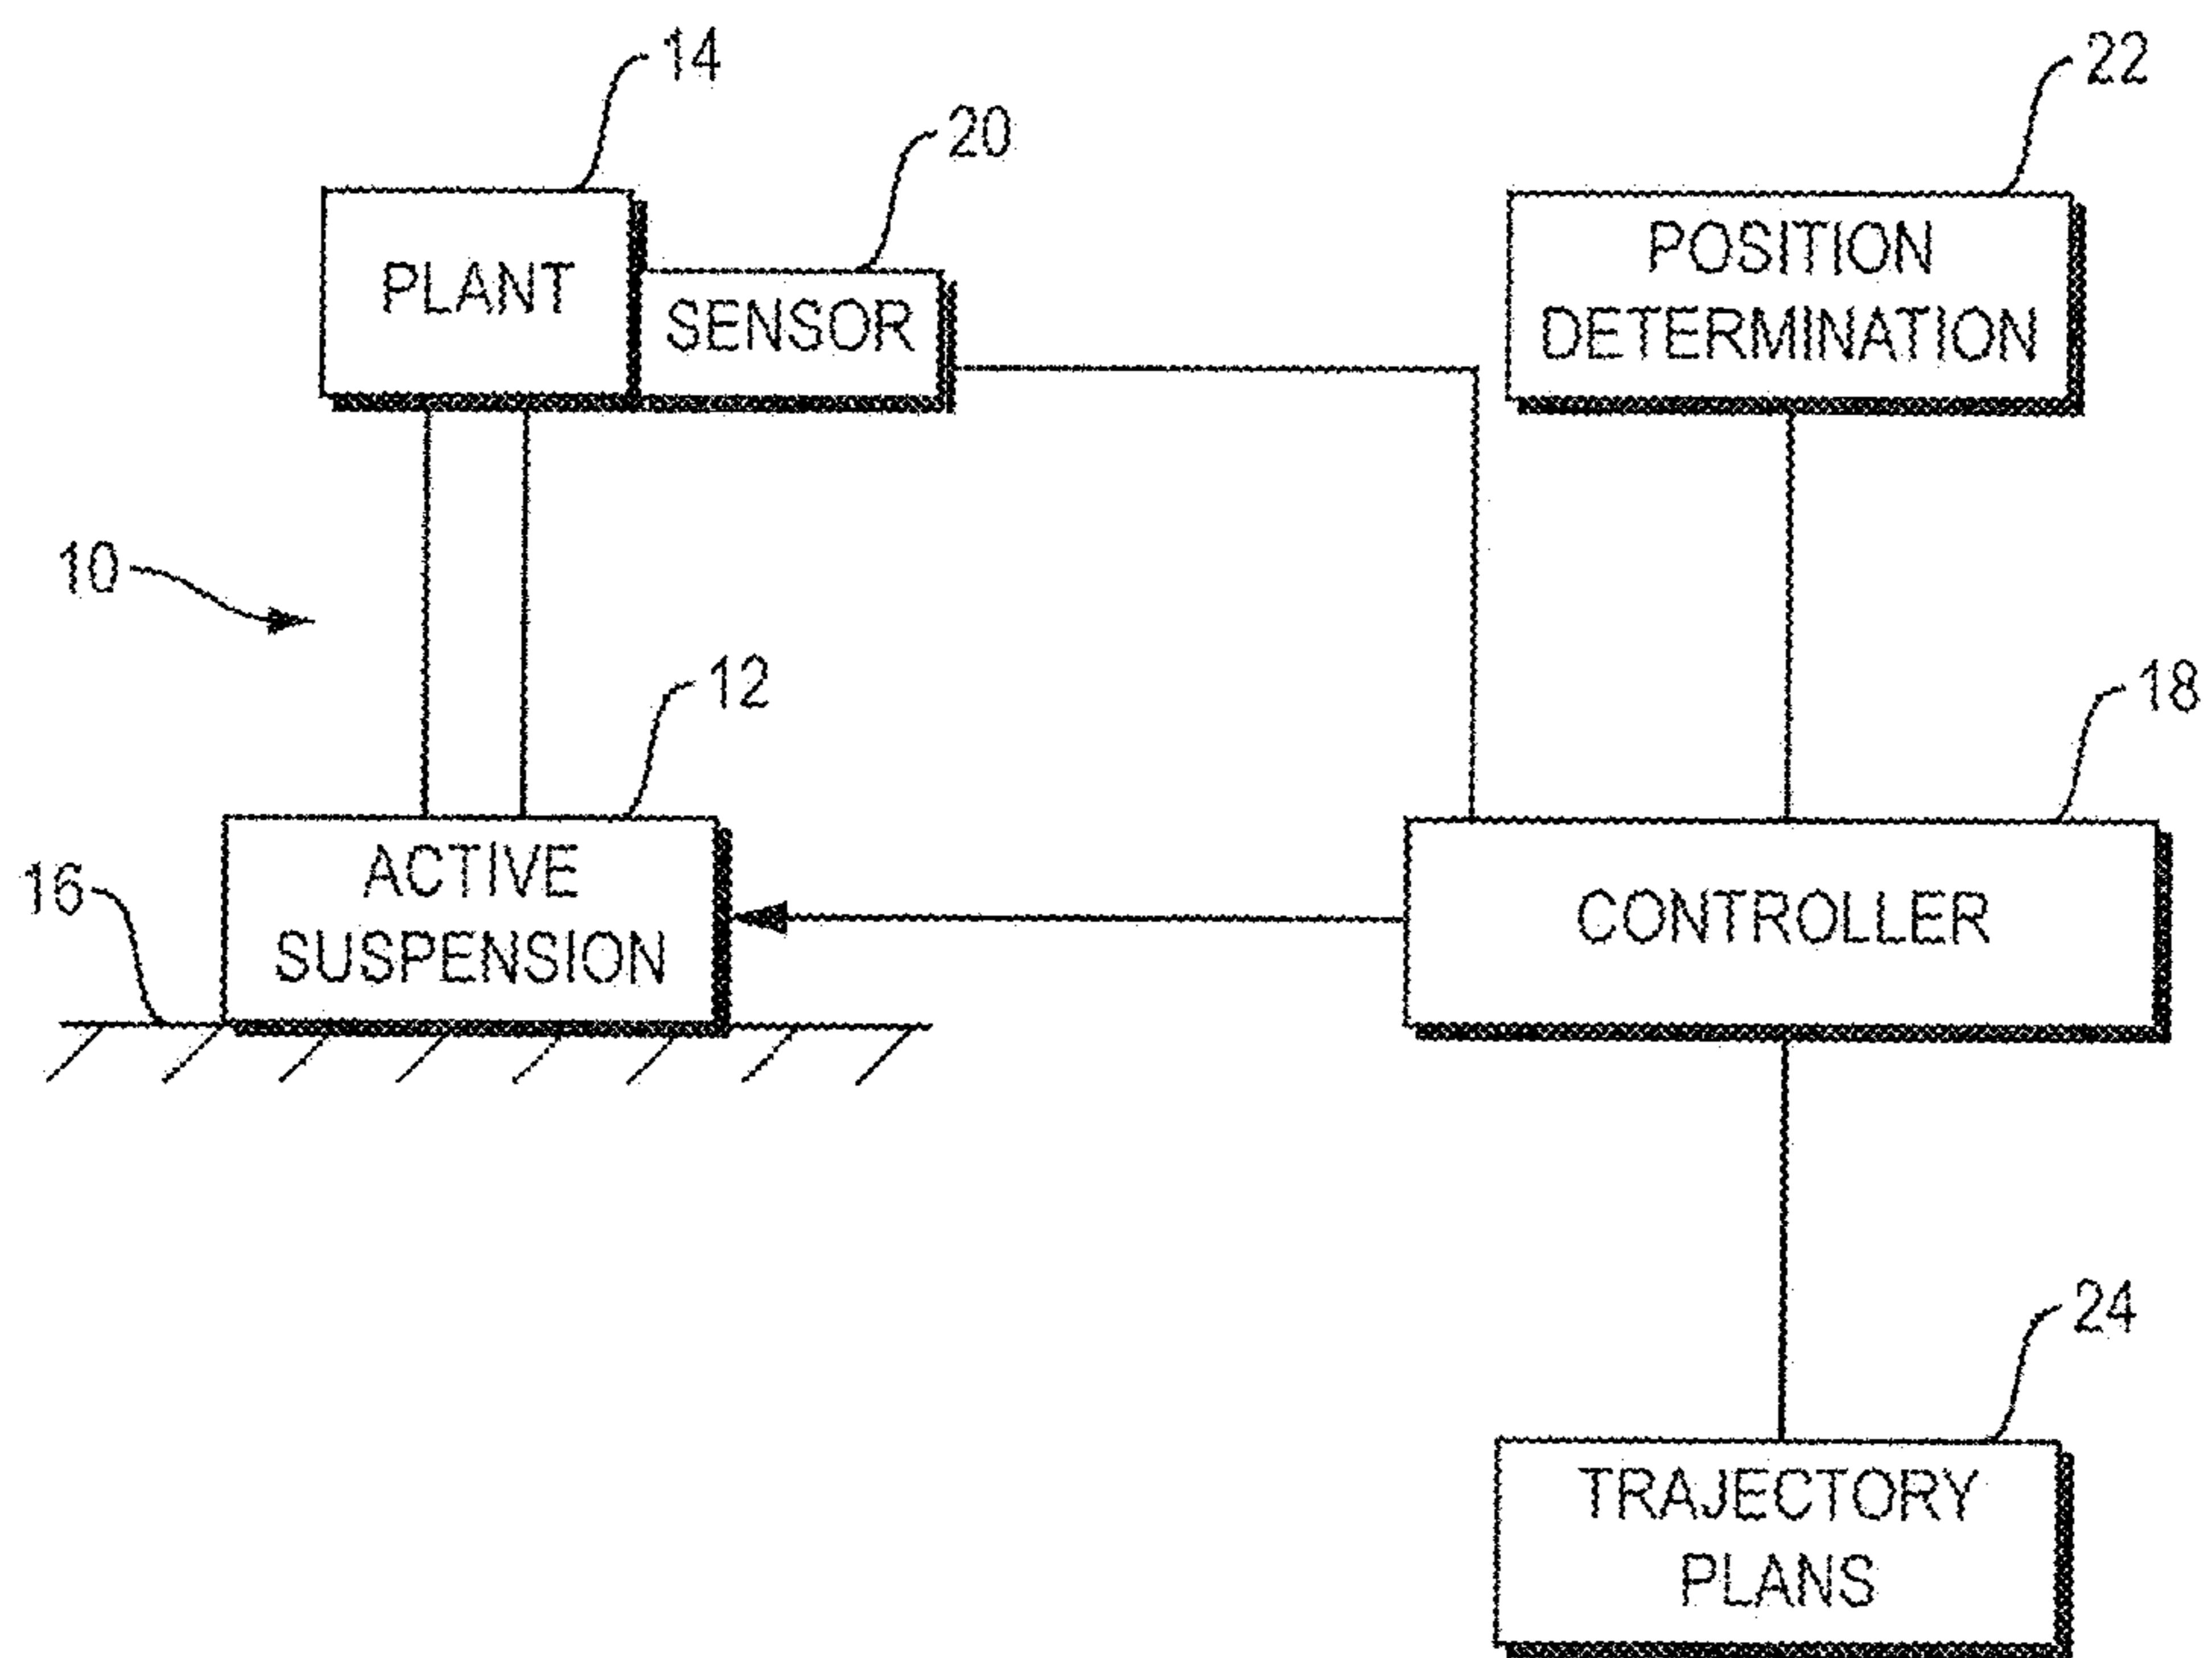 14
22
20
PLANT
SENSOR
POSITION
DETERMINATION
10
12
18
16
ACTIVE
SUSPENSION
CONTROLLER
24
TRAJECTORY
PLANS